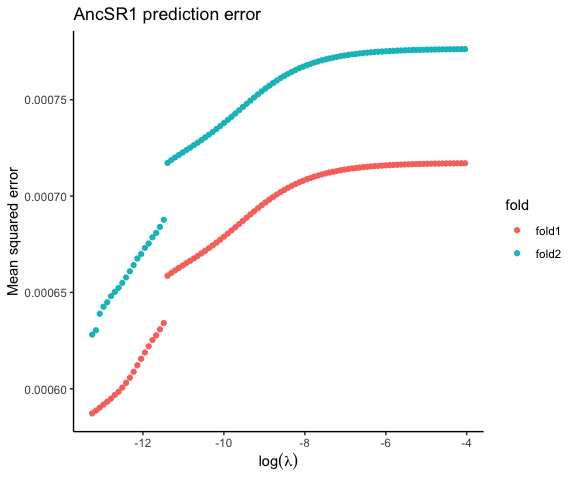 AncSR1 prediction error
Mean squared error
0.00075
0.00070
0.00065
0.00060
-12
-10
-8
-6
-4
log(λ)
fold
fold1
fold2